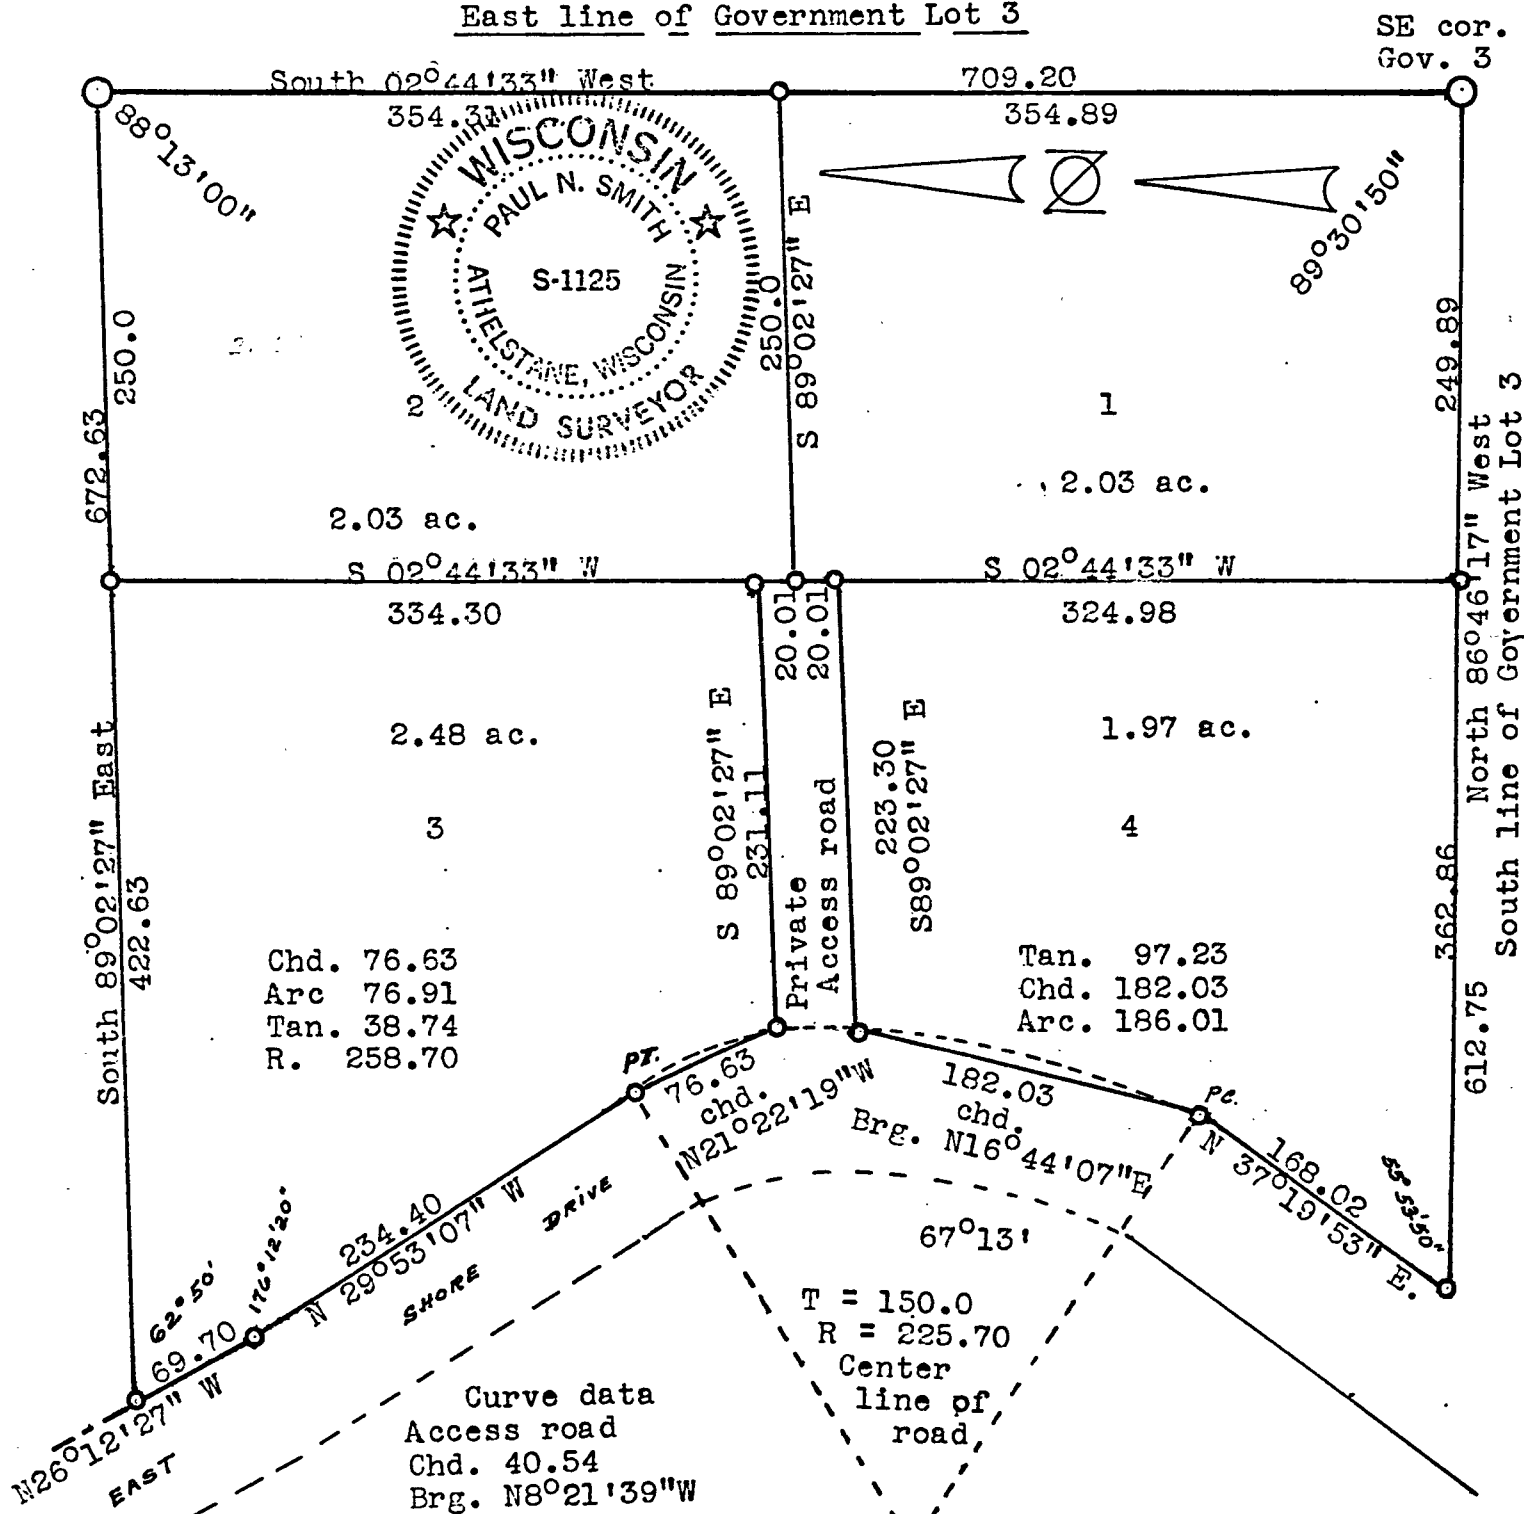 East line of Government Lot 3
SE cor.
Gov. 3
South 02°44'33" West
709.20
354.31
354.89
88°13'00"
89°30'50"
WISCONSIN
PAUL N. SMITH
S-1125
ATHELSTANE, WISCONSIN
LAND SURVEYOR
250.0
672.63
250.0
S 89°02'27" E
249.89
2
1
2.03 ac.
2.03 ac.
S 02°44'33" W
S 02°44'33" W
334.30
20.01
20.01
324.98
North 86°46'17" West
South line of Government Lot 3
2.48 ac.
1.97 ac.
3
4
South 89°02'27" East
422.63
S 89°02'27" E
231.11
Private
Access road
223.30
S89°02'27" E
362.86
612.75
Chd. 76.63
Arc 76.91
Tan. 38.74
R. 258.70
Tan. 97.23
Chd. 182.03
Arc. 186.01
PT.
76.63
chd.
N21°22'19"W
182.03
chd.
Brg. N16°44'07"E
PC.
168.02
N 37°19'53" E.
55°53'50"
234.40
N 29°53'07" W
176°12'20"
62°50'
69.70
N26°12'27" W
EAST SHORE DRIVE
67°13'
T = 150.0
R = 225.70
Center
line of
road
Curve data
Access road
Chd. 40.54
Brg. N8°21'39"W